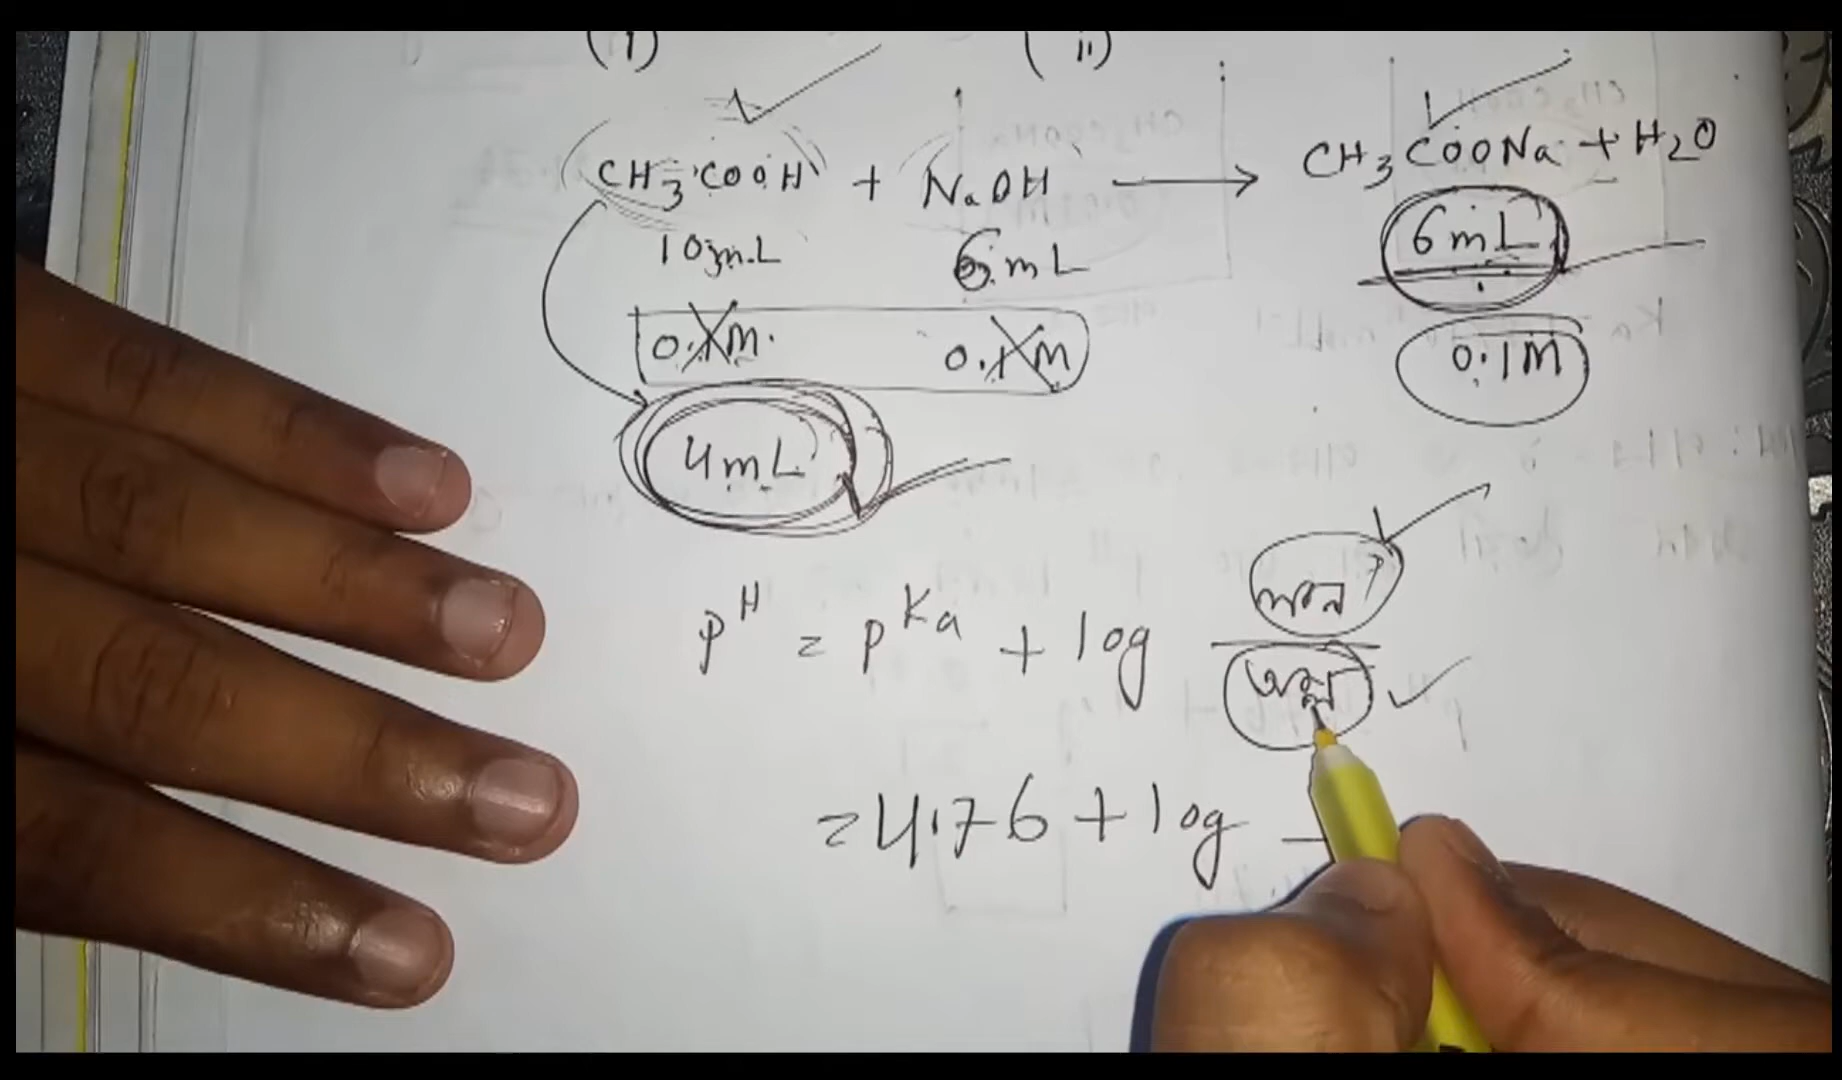 (i) (ii)
CH3COOH + NaOH → CH3COONa + H2O
10mL 6mL 6mL
0.1M 0.1M 0.1M
4mL
pH = pKa + log লবন / অম্ল
= 4.76 + log